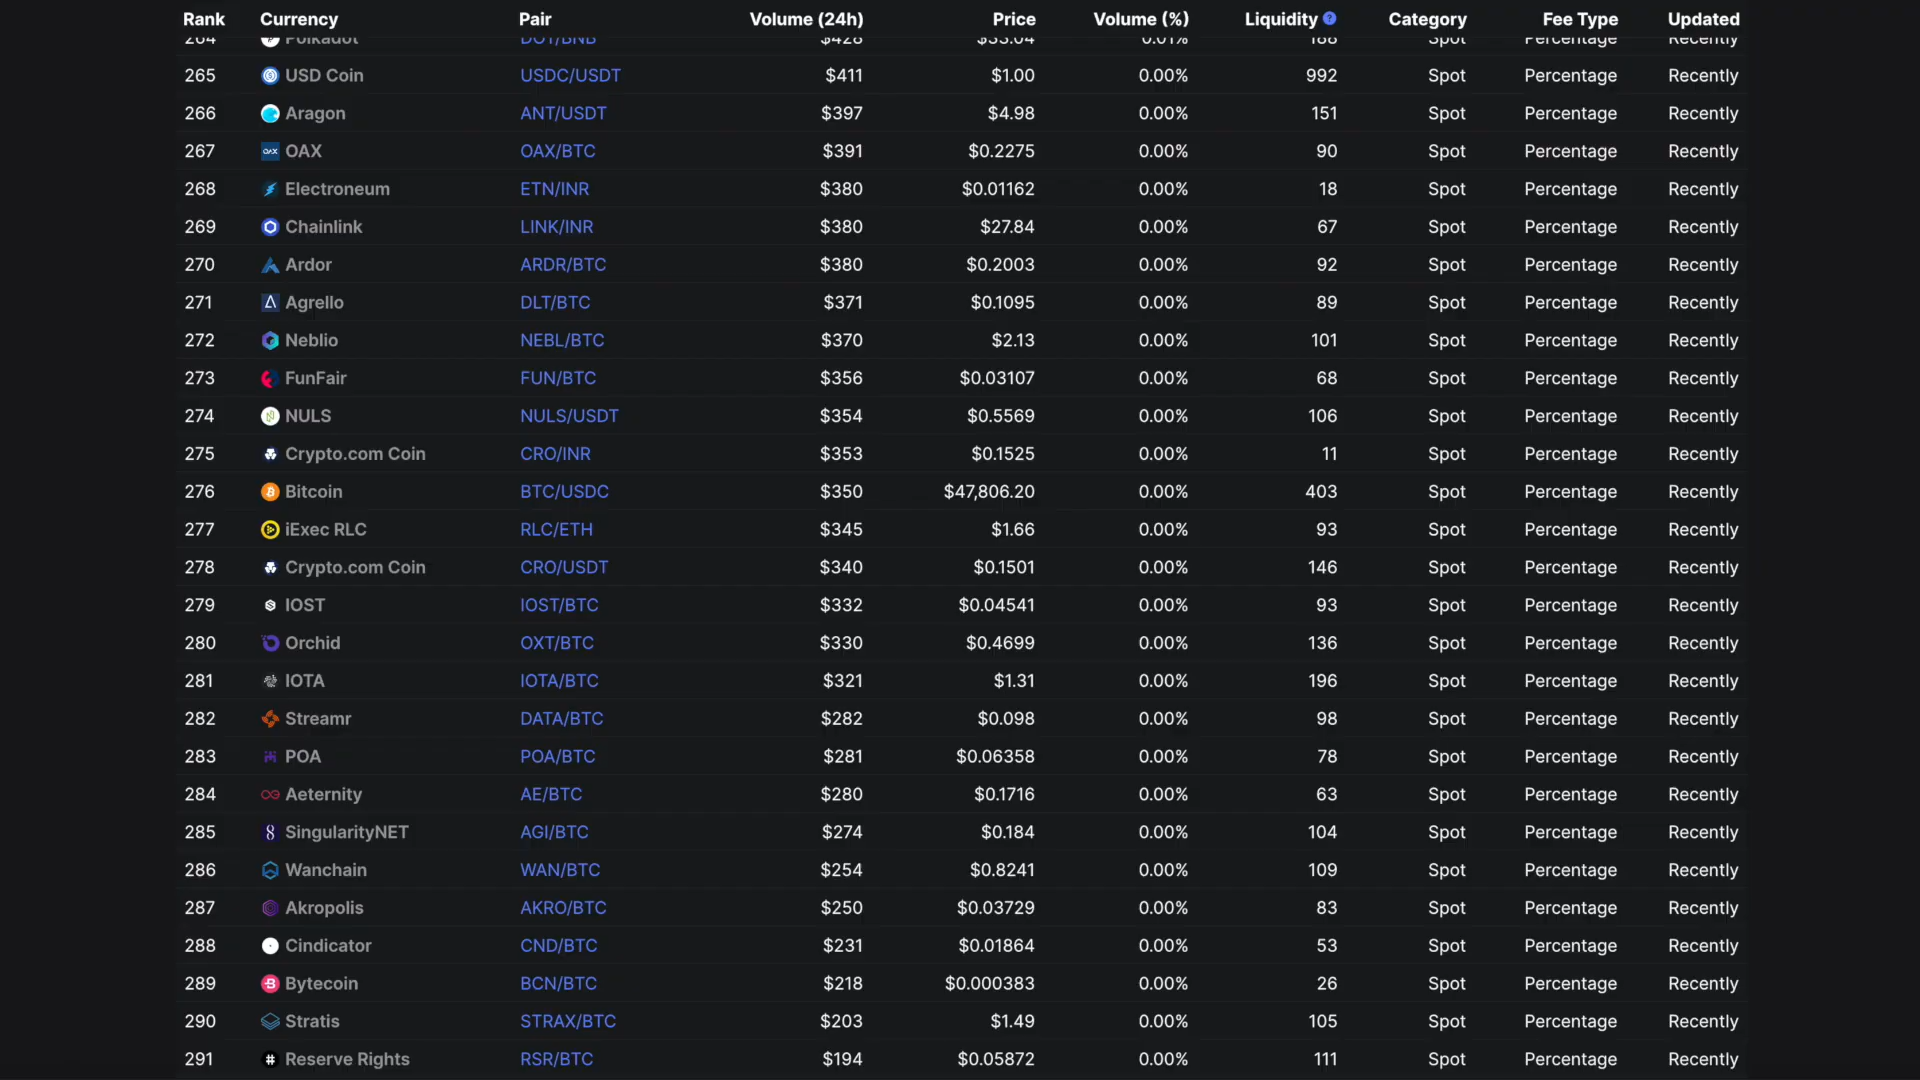 Rank Currency Pair Volume (24h) Price Volume (%) Liquidity ? Category Fee Type Updated
264 Polkadot DOT/BNB $428 $33.04 0.01% 188 Spot Percentage Recently
265 USD Coin USDC/USDT $411 $1.00 0.00% 992 Spot Percentage Recently
266 Aragon ANT/USDT $397 $4.98 0.00% 151 Spot Percentage Recently
267 OAX OAX/BTC $391 $0.2275 0.00% 90 Spot Percentage Recently
268 Electroneum ETN/INR $380 $0.01162 0.00% 18 Spot Percentage Recently
269 Chainlink LINK/INR $380 $27.84 0.00% 67 Spot Percentage Recently
270 Ardor ARDR/BTC $380 $0.2003 0.00% 92 Spot Percentage Recently
271 Agrello DLT/BTC $371 $0.1095 0.00% 89 Spot Percentage Recently
272 Neblio NEBL/BTC $370 $2.13 0.00% 101 Spot Percentage Recently
273 FunFair FUN/BTC $356 $0.03107 0.00% 68 Spot Percentage Recently
274 NULS NULS/USDT $354 $0.5569 0.00% 106 Spot Percentage Recently
275 Crypto.com Coin CRO/INR $353 $0.1525 0.00% 11 Spot Percentage Recently
276 Bitcoin BTC/USDC $350 $47,806.20 0.00% 403 Spot Percentage Recently
277 iExec RLC RLC/ETH $345 $1.66 0.00% 93 Spot Percentage Recently
278 Crypto.com Coin CRO/USDT $340 $0.1501 0.00% 146 Spot Percentage Recently
279 IOST IOST/BTC $332 $0.04541 0.00% 93 Spot Percentage Recently
280 Orchid OXT/BTC $330 $0.4699 0.00% 136 Spot Percentage Recently
281 IOTA IOTA/BTC $321 $1.31 0.00% 196 Spot Percentage Recently
282 Streamr DATA/BTC $282 $0.098 0.00% 98 Spot Percentage Recently
283 POA POA/BTC $281 $0.06358 0.00% 78 Spot Percentage Recently
284 Aeternity AE/BTC $280 $0.1716 0.00% 63 Spot Percentage Recently
285 SingularityNET AGI/BTC $274 $0.184 0.00% 104 Spot Percentage Recently
286 Wanchain WAN/BTC $254 $0.8241 0.00% 109 Spot Percentage Recently
287 Akropolis AKRO/BTC $250 $0.03729 0.00% 83 Spot Percentage Recently
288 Cindicator CND/BTC $231 $0.01864 0.00% 53 Spot Percentage Recently
289 Bytecoin BCN/BTC $218 $0.000383 0.00% 26 Spot Percentage Recently
290 Stratis STRAX/BTC $203 $1.49 0.00% 105 Spot Percentage Recently
291 Reserve Rights RSR/BTC $194 $0.05872 0.00% 111 Spot Percentage Recently